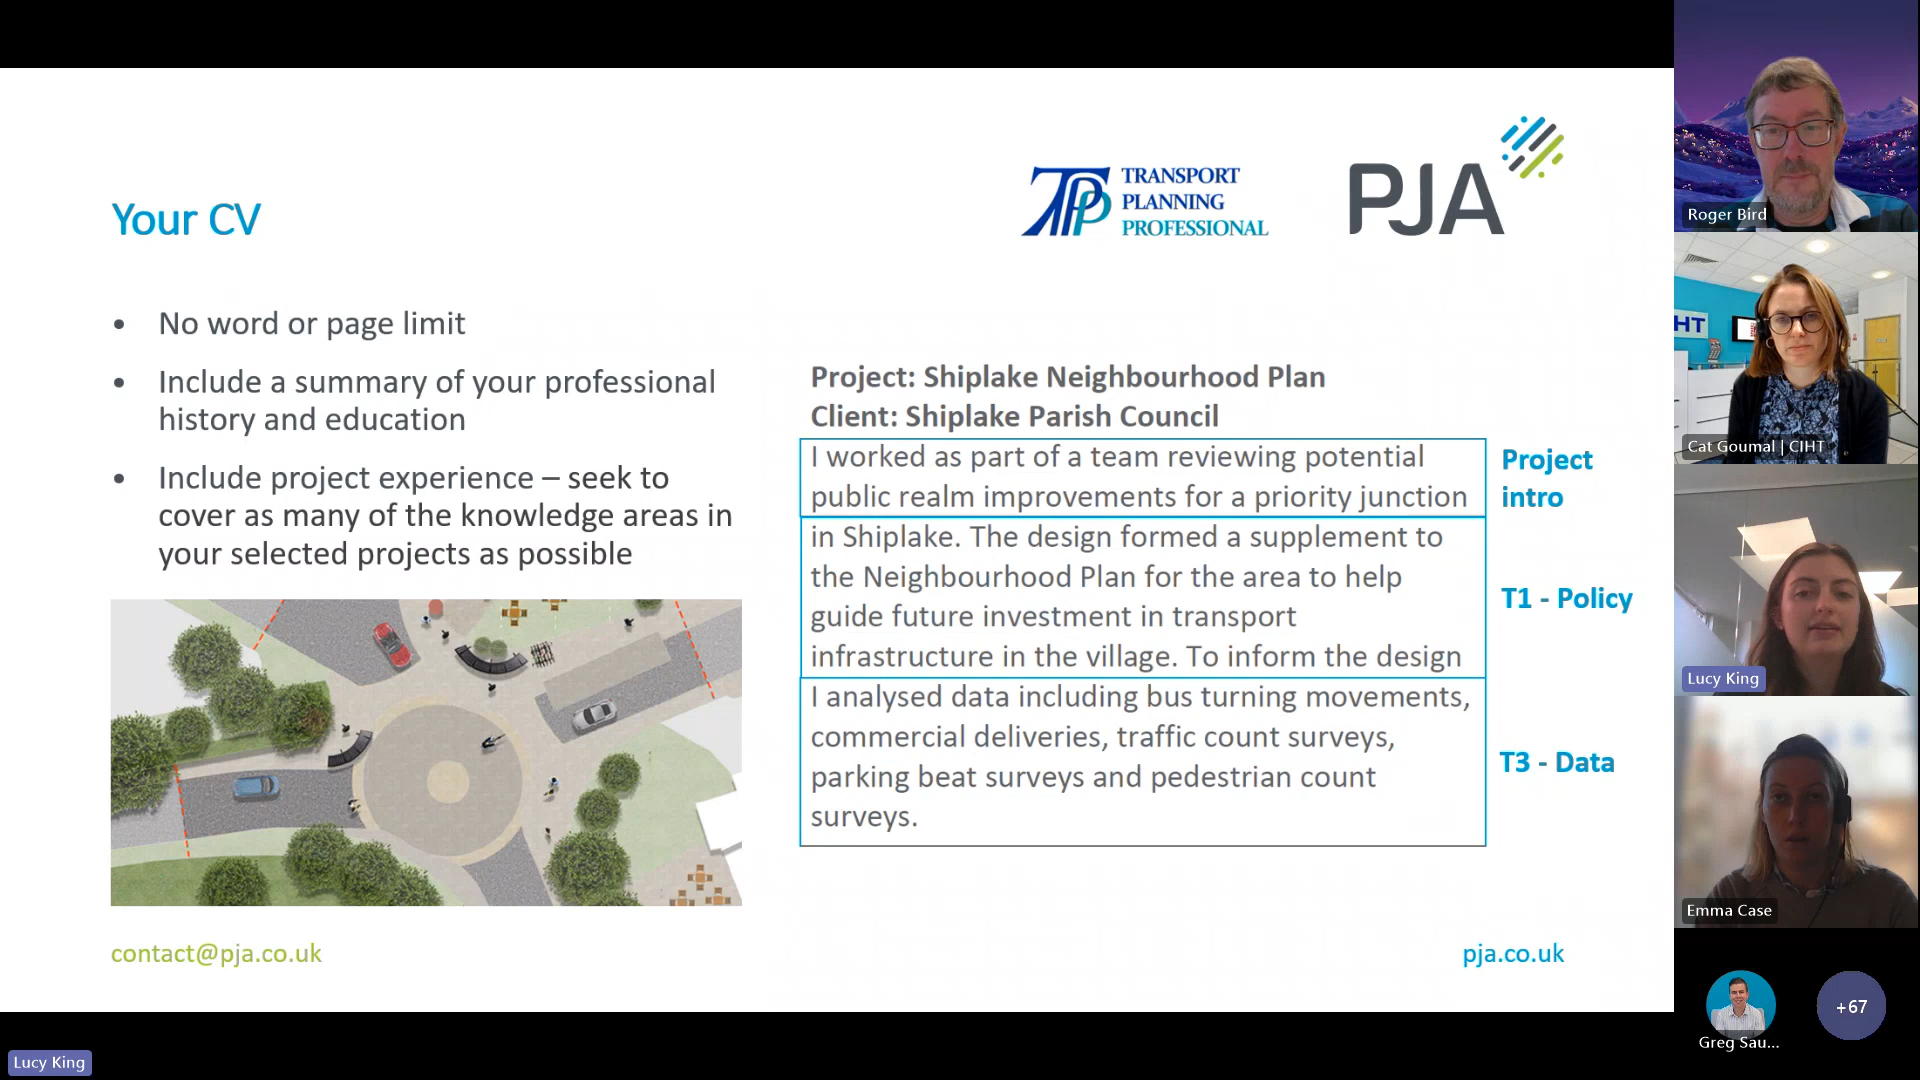 Your CV
TPP
TRANSPORT
PLANNING
PROFESSIONAL
PJA
• No word or page limit
• Include a summary of your professional
history and education
• Include project experience – seek to
cover as many of the knowledge areas in
your selected projects as possible
Project: Shiplake Neighbourhood Plan
Client: Shiplake Parish Council
I worked as part of a team reviewing potential
public realm improvements for a priority junction
in Shiplake. The design formed a supplement to
the Neighbourhood Plan for the area to help
guide future investment in transport
infrastructure in the village. To inform the design
I analysed data including bus turning movements,
commercial deliveries, traffic count surveys,
parking beat surveys and pedestrian count
surveys.
Project
intro
T1 - Policy
T3 - Data
contact@pja.co.uk
pja.co.uk
Roger Bird
HT
Cat Goumal | CIHT
Lucy King
Emma Case
Greg Sau...
+67
Lucy King